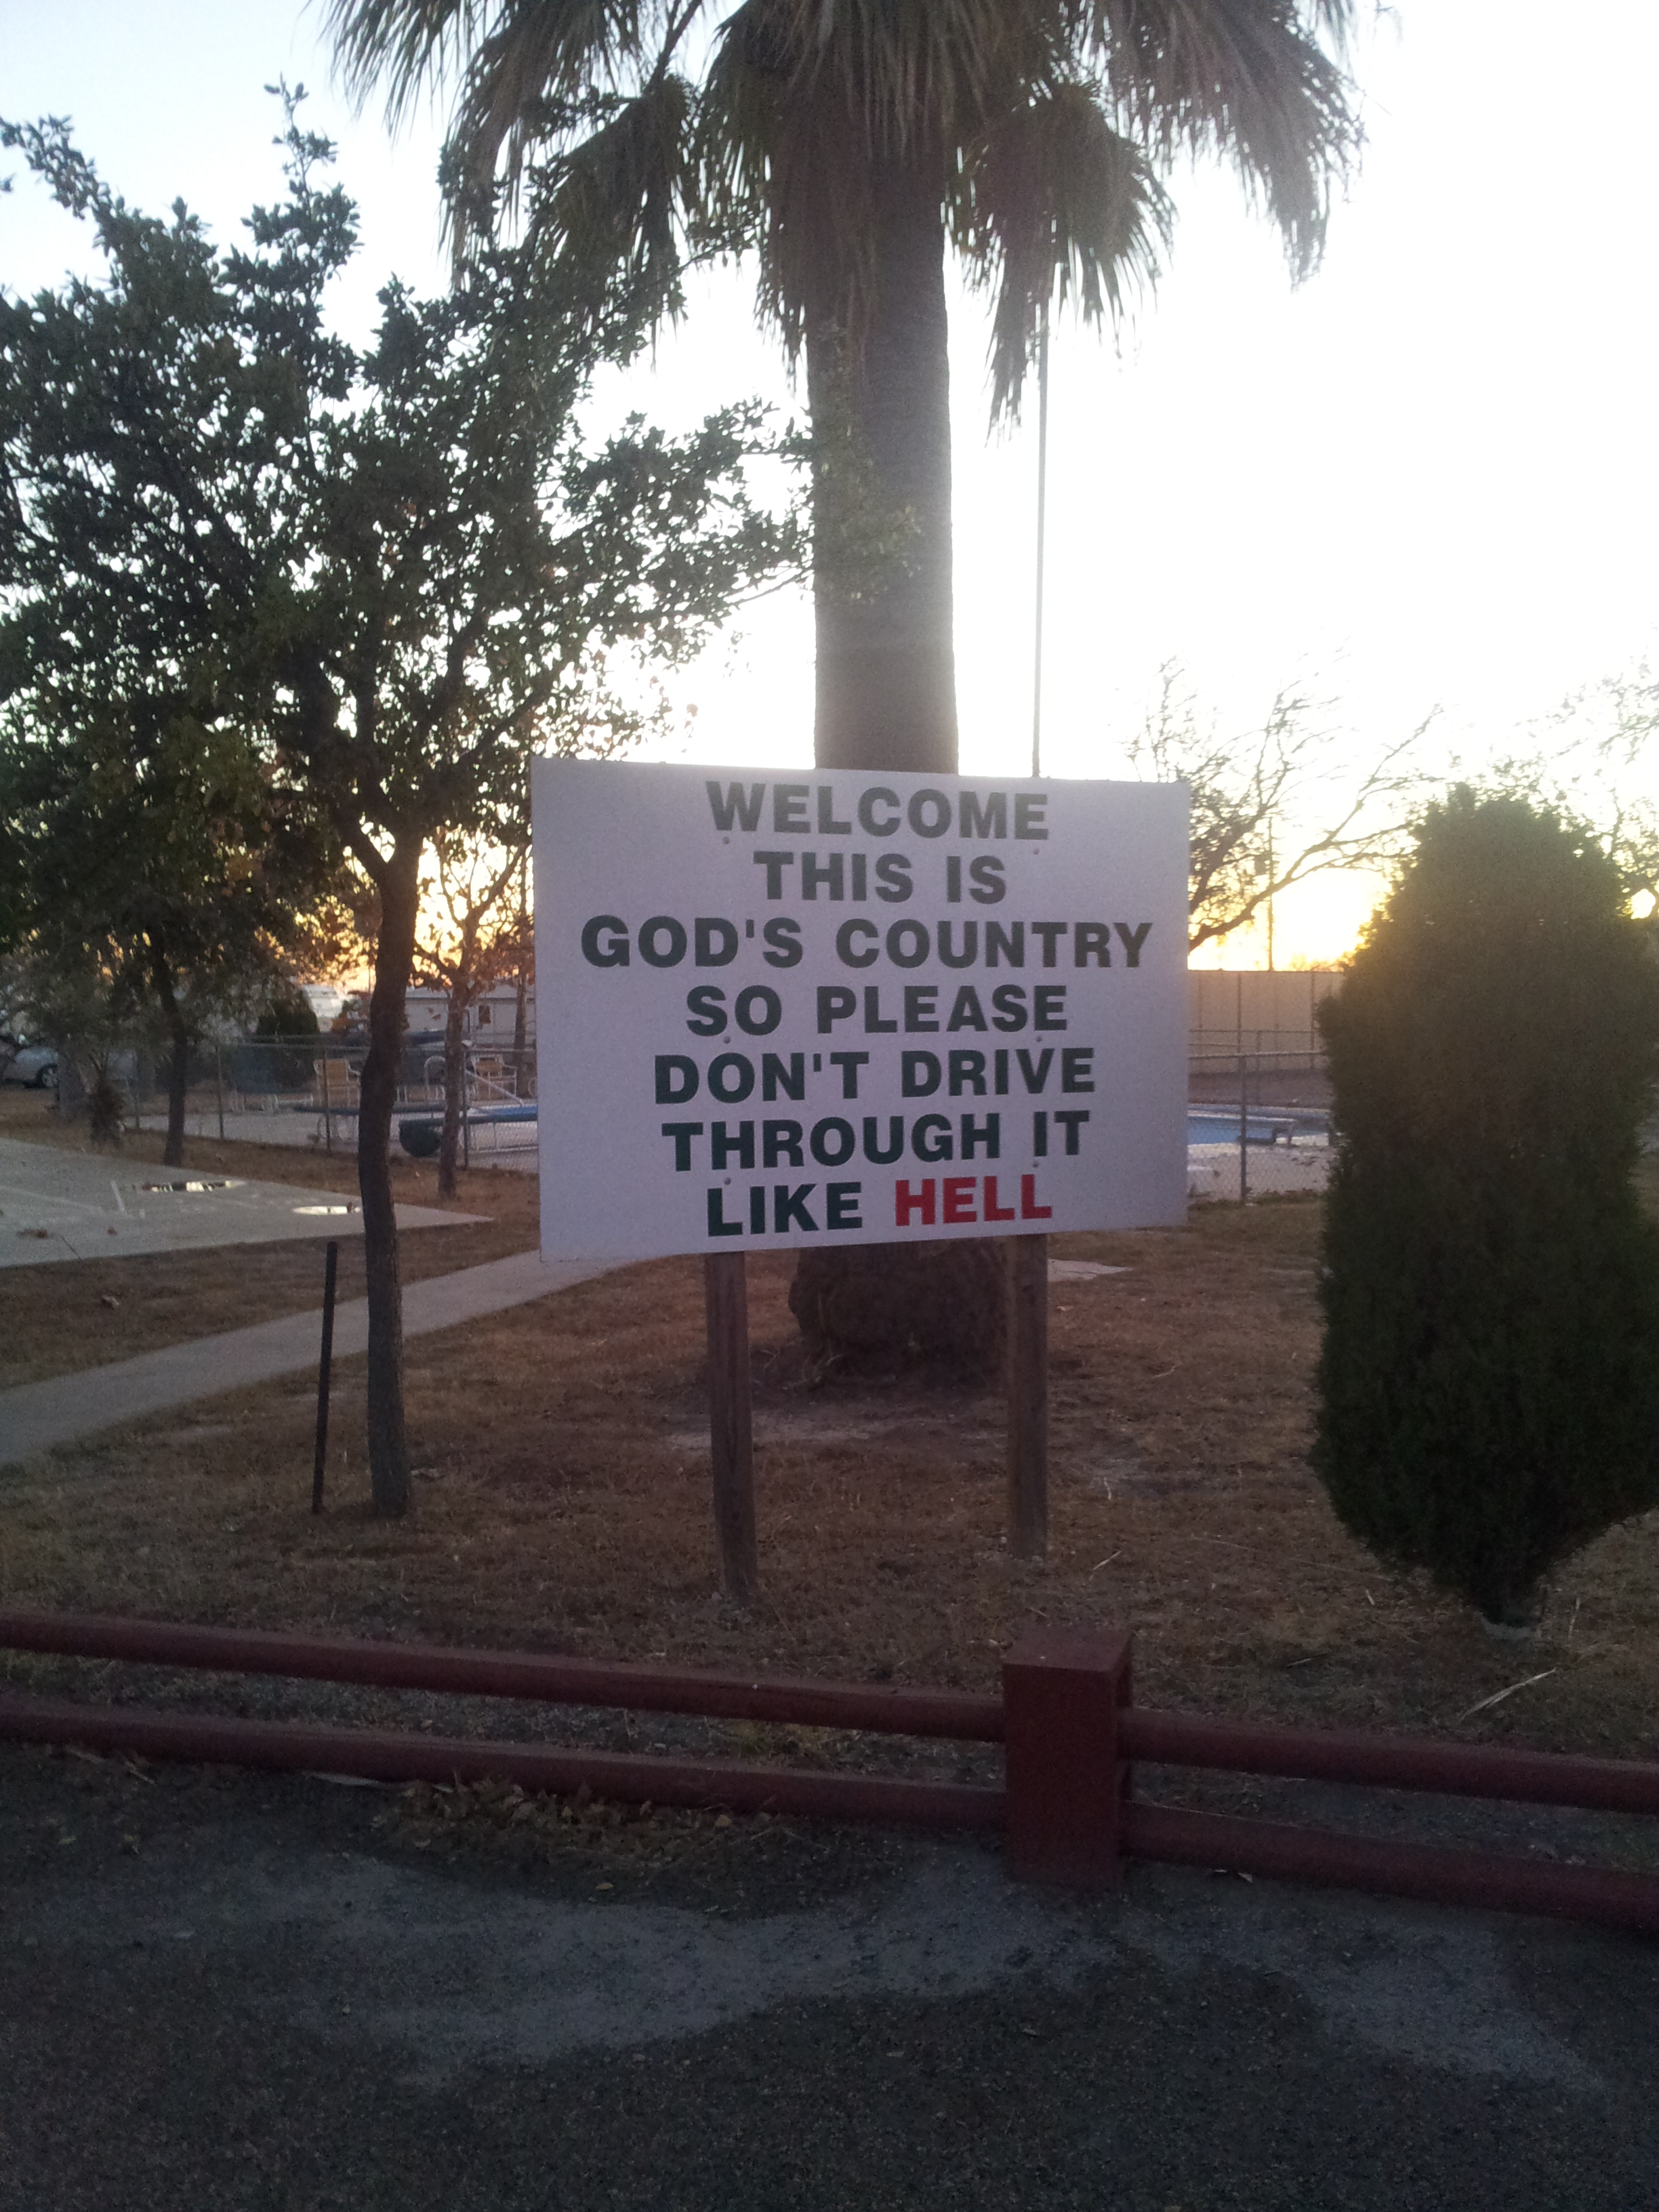 WELCOME
THIS IS
GOD'S COUNTRY
SO PLEASE
DON'T DRIVE
THROUGH IT
LIKE HELL